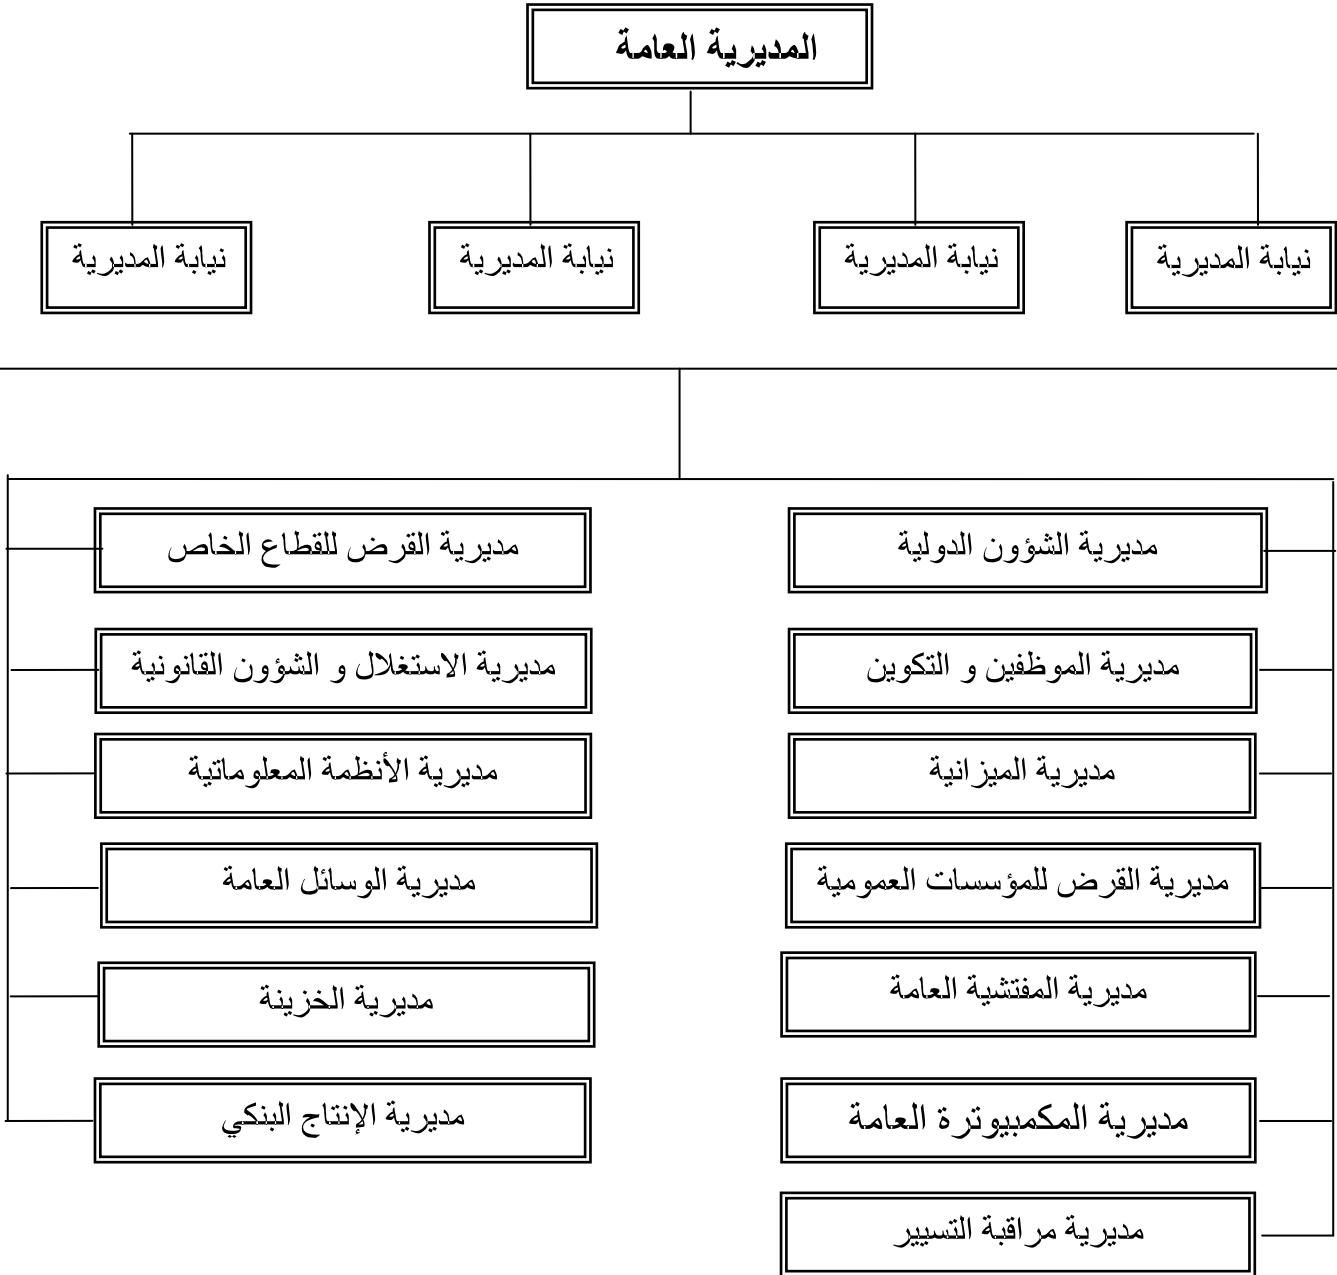 المديرية العامة
نيابة المديرية
نيابة المديرية
نيابة المديرية
نيابة المديرية
مديرية الشؤون الدولية
مديرية القرض للقطاع الخاص
مديرية الموظفين و التكوين
مديرية الاستغلال و الشؤون القانونية
مديرية الميزانية
مديرية الأنظمة المعلوماتية
مديرية القرض للمؤسسات العمومية
مديرية الوسائل العامة
مديرية المفتشية العامة
مديرية الخزينة
مديرية المكمبيوترة العامة
مديرية الإنتاج البنكي
مديرية مراقبة التسيير